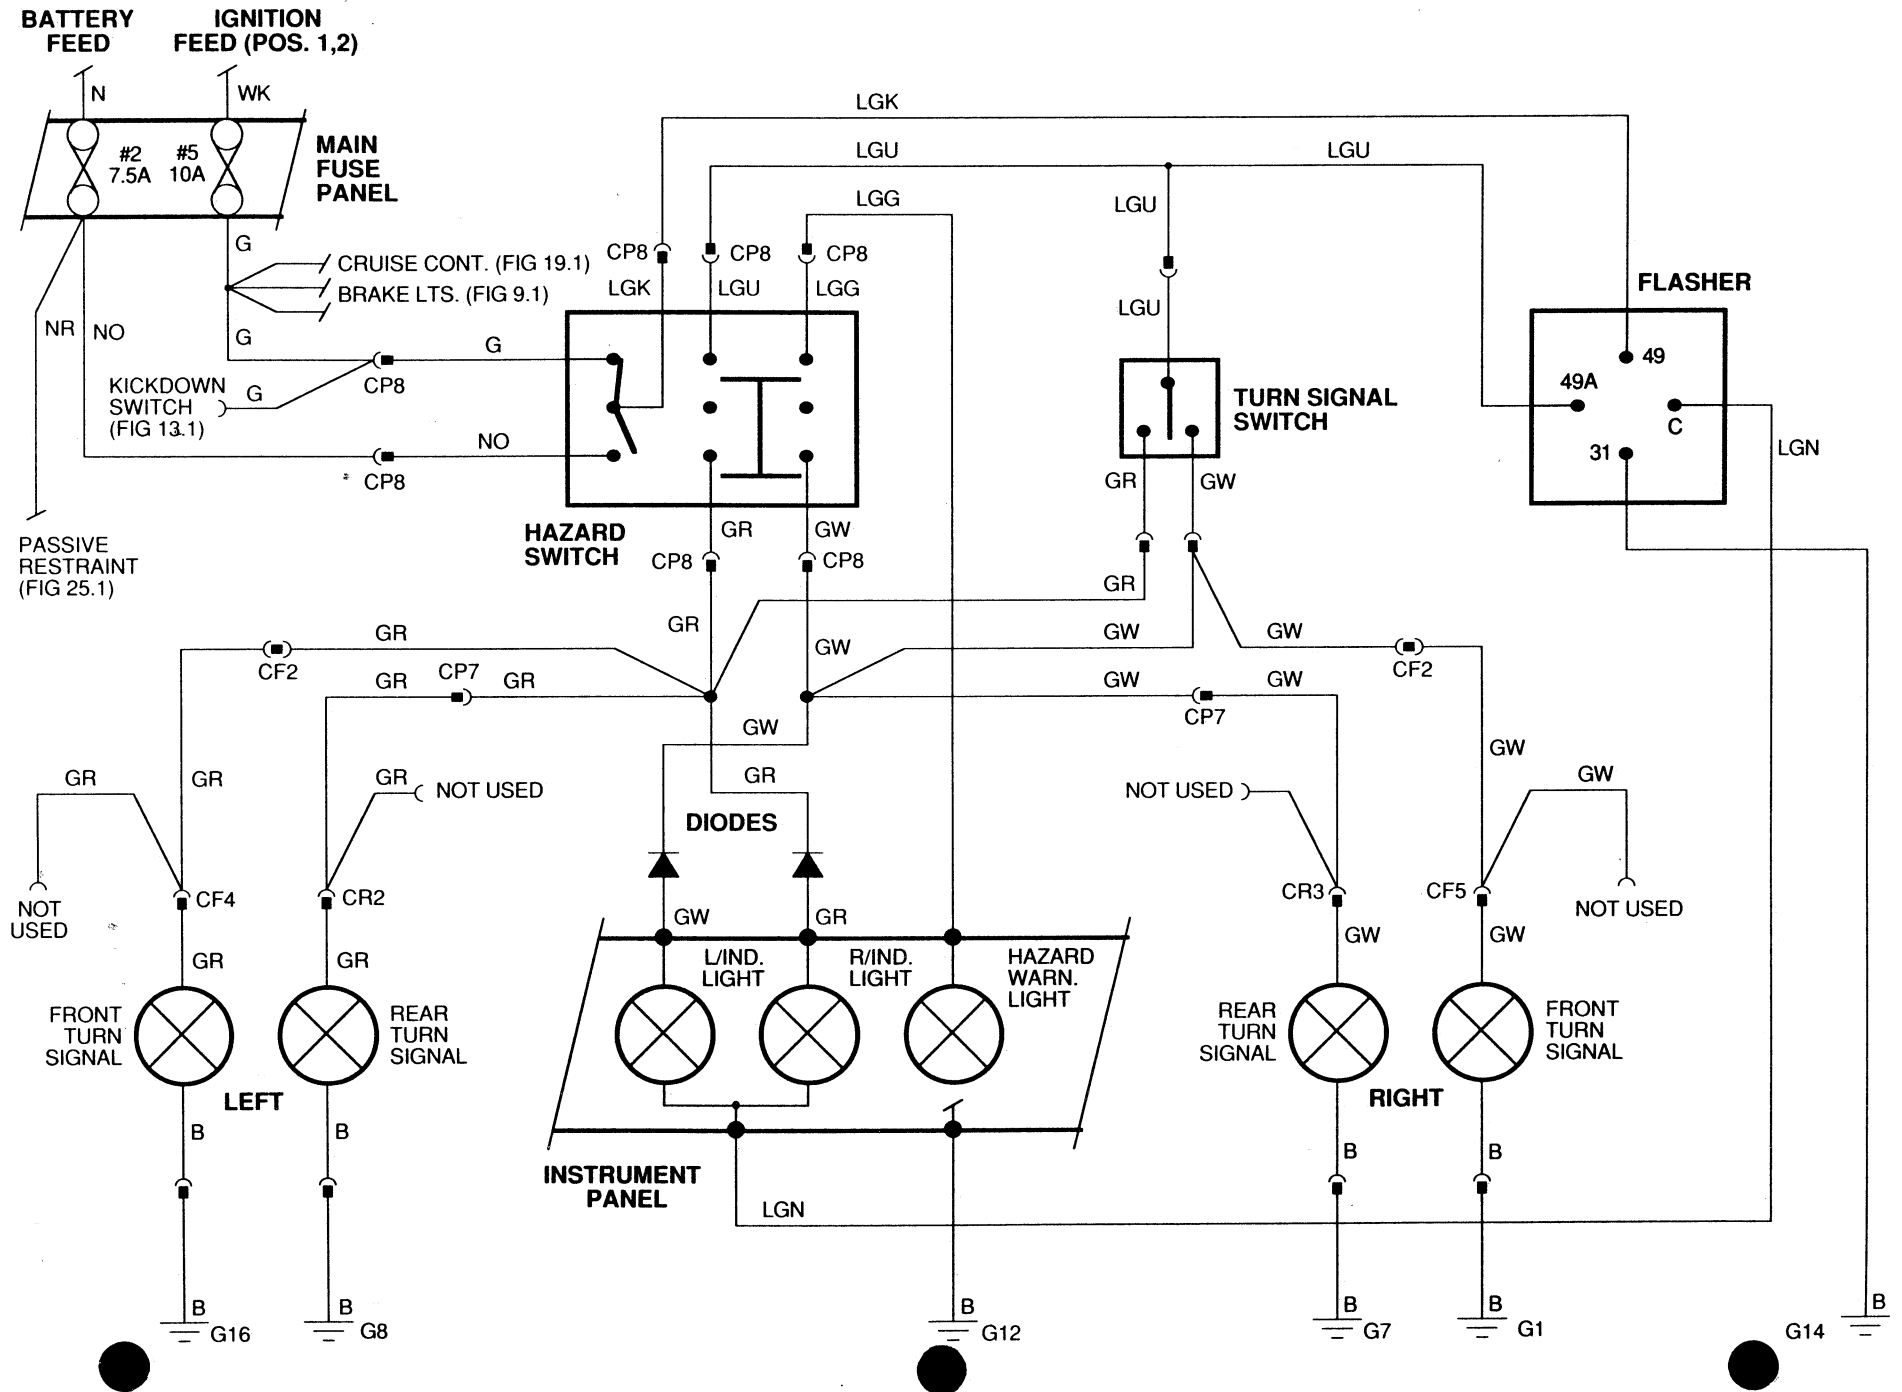 BATTERY
FEED
IGNITION
FEED (POS. 1,2)
N
WK
LGK
#2
7.5A
#5
10A
MAIN
FUSE
PANEL
LGU
LGU
LGG
LGU
G
CRUISE CONT. (FIG 19.1)
BRAKE LTS. (FIG 9.1)
CP8
CP8
CP8
LGK
LGU
LGG
LGU
FLASHER
NR
NO
G
G
CP8
KICKDOWN
SWITCH
(FIG 13.1)
G
NO
CP8
49
49A
C
31
TURN SIGNAL
SWITCH
LGN
GR
GW
HAZARD
SWITCH
GR
GW
CP8
CP8
PASSIVE
RESTRAINT
(FIG 25.1)
GR
GR
GW
GR
CF2
GW
GW
CF2
GR
CP7
GR
GW
GW
CP7
GW
GR
GW
GR
GR
GR
NOT USED
NOT USED
GW
DIODES
NOT
USED
CF4
CR2
GW
GR
CR3
CF5
NOT USED
GR
GR
L/IND.
LIGHT
R/IND.
LIGHT
HAZARD
WARN.
LIGHT
GW
GW
FRONT
TURN
SIGNAL
REAR
TURN
SIGNAL
REAR
TURN
SIGNAL
FRONT
TURN
SIGNAL
LEFT
RIGHT
B
B
B
B
INSTRUMENT
PANEL
LGN
B
G16
B
G8
B
G12
B
G7
B
G1
B
G14